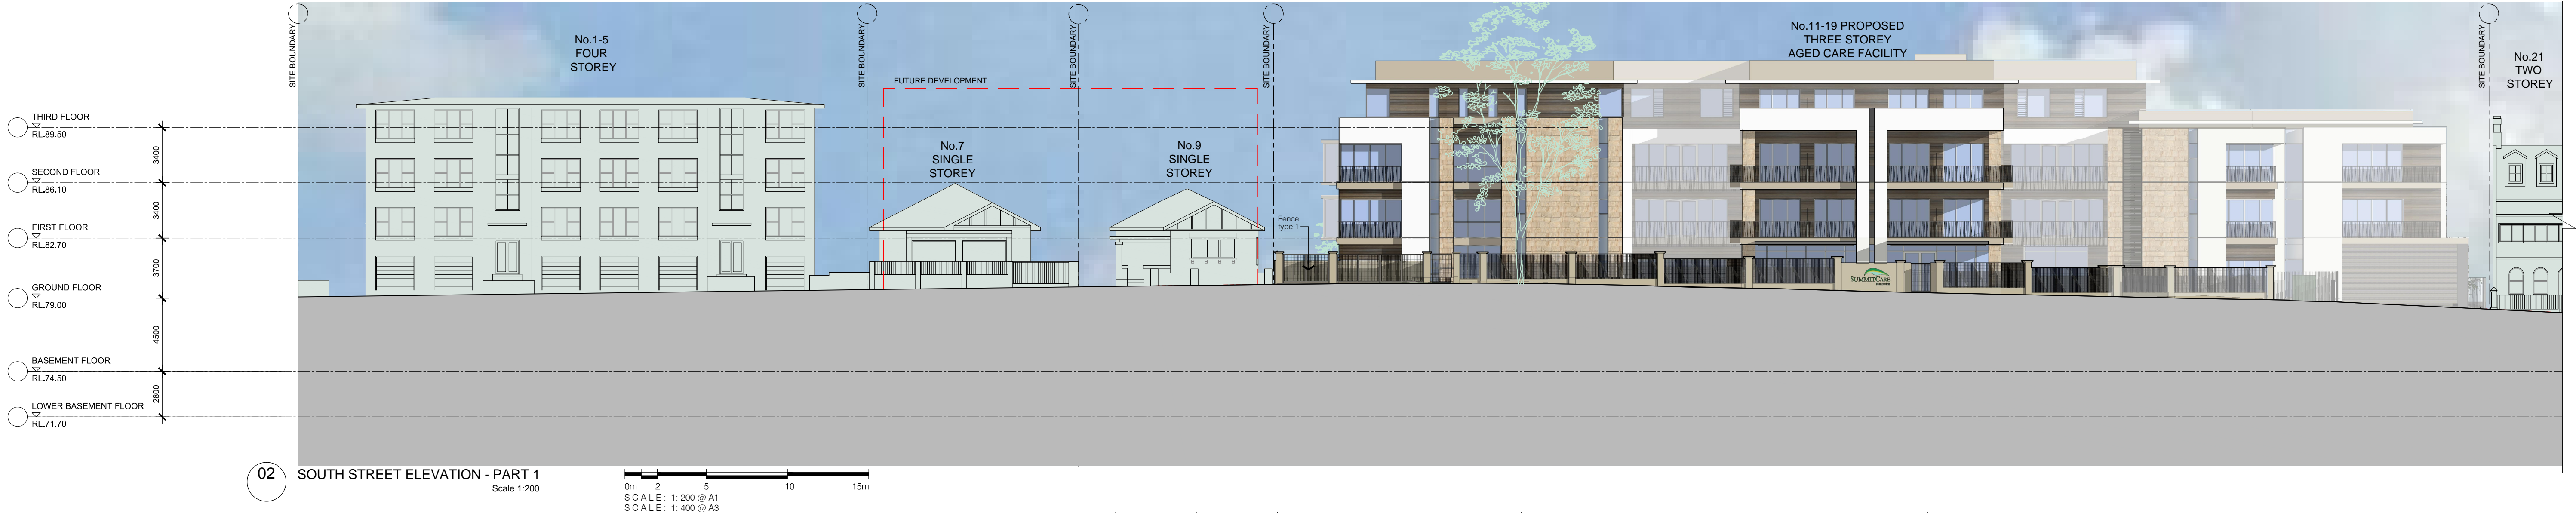 SITE BOUNDARY
No.1-5
FOUR
STOREY
SITE BOUNDARY
FUTURE DEVELOPMENT
SITE BOUNDARY
SITE BOUNDARY
No.11-19 PROPOSED
THREE STOREY
AGED CARE FACILITY
SITE BOUNDARY
No.21
TWO
STOREY
No.7
SINGLE
STOREY
No.9
SINGLE
STOREY
Fence
type 1
SUMMITCARE
THIRD FLOOR
RL.89.50
3400
SECOND FLOOR
RL.86.10
3400
FIRST FLOOR
RL.82.70
3700
GROUND FLOOR
RL.79.00
4500
BASEMENT FLOOR
RL.74.50
2800
LOWER BASEMENT FLOOR
RL.71.70
02
SOUTH STREET ELEVATION - PART 1
Scale 1:200
0m 2 5 10 15m
SCALE: 1: 200 @ A1
SCALE: 1: 400 @ A3